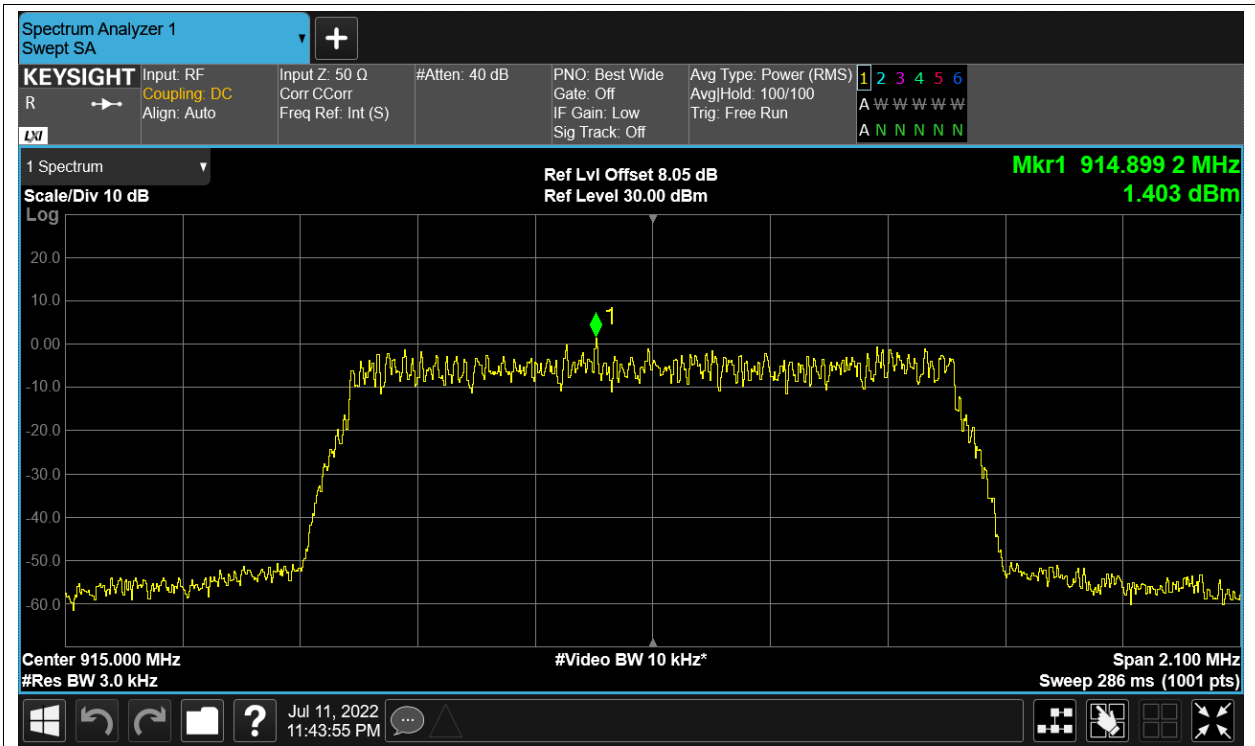 Spectrum Analyzer 1
Swept SA
KEYSIGHT
R
LXI
Input: RF
Coupling: DC
Align: Auto
Input Z: 50 Ω
Corr CCorr
Freq Ref: Int (S)
#Atten: 40 dB
PNO: Best Wide
Gate: Off
IF Gain: Low
Sig Track: Off
Avg Type: Power (RMS)
Avg|Hold: 100/100
Trig: Free Run
1 2 3 4 5 6
A W W W W W
A N N N N N
1 Spectrum
Scale/Div 10 dB
Log
Ref Lvl Offset 8.05 dB
Ref Level 30.00 dBm
Mkr1 914.899 2 MHz
1.403 dBm
20.0
10.0
0.00
-10.0
-20.0
-30.0
-40.0
-50.0
-60.0
1
Center 915.000 MHz
#Res BW 3.0 kHz
#Video BW 10 kHz*
Span 2.100 MHz
Sweep 286 ms (1001 pts)
?
Jul 11, 2022
11:43:55 PM